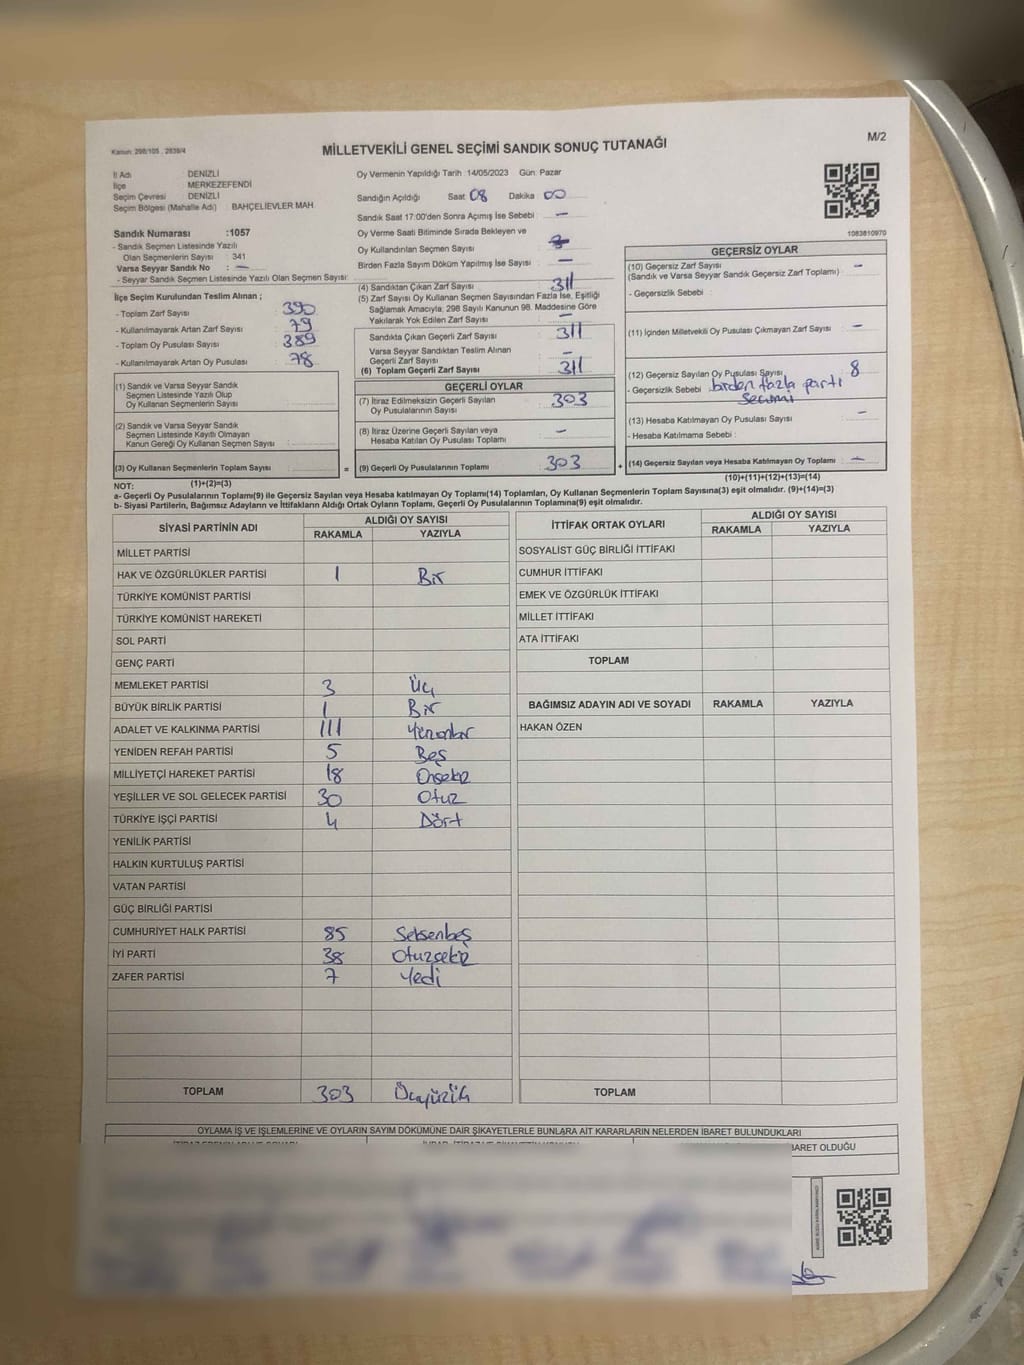 Kanun: 298/105 , 2839/4
M/2
MİLLETVEKİLİ GENEL SEÇİMİ SANDIK SONUÇ TUTANAĞI
İl Adı DENİZLİ
İlçe MERKEZEFENDİ
Seçim Çevresi DENİZLİ
Seçim Bölgesi (Mahalle Adı) : BAHÇELİEVLER MAH.
Sandık Numarası :1057
- Sandık Seçmen Listesinde Yazılı
Olan Seçmenlerin Sayısı : 341
Varsa Seyyar Sandık No : –
- Seyyar Sandık Seçmen Listesinde Yazılı Olan Seçmen Sayısı:
İlçe Seçim Kurulundan Teslim Alınan ;
- Toplam Zarf Sayısı : 390
- Kullanılmayarak Artan Zarf Sayısı : 79
- Toplam Oy Pusulası Sayısı : 389
- Kullanılmayarak Artan Oy Pusulası : 78
(1) Sandık ve Varsa Seyyar Sandık
Seçmen Listesinde Yazılı Olup
Oy Kullanan Seçmenlerin Sayısı :
(2) Sandık ve Varsa Seyyar Sandık
Seçmen Listesinde Kayıtlı Olmayan
Kanun Gereği Oy Kullanan Seçmen Sayısı :
(3) Oy Kullanan Seçmenlerin Toplam Sayısı :
Oy Vermenin Yapıldığı Tarih :14/05/2023 Gün: Pazar
Sandığın Açıldığı Saat 08 Dakika 00
Sandık Saat 17:00'den Sonra Açımış İse Sebebi : –
Oy Verme Saati Bitiminde Sırada Bekleyen ve
Oy Kullandırılan Seçmen Sayısı :
Birden Fazla Sayım Döküm Yapılmış İse Sayısı : –
(4) Sandıktan Çıkan Zarf Sayısı : 311
(5) Zarf Sayısı Oy Kullanan Seçmen Sayısından Fazla İse, Eşitliği
Sağlamak Amacıyla; 298 Sayılı Kanunun 98. Maddesine Göre
Yakılarak Yok Edilen Zarf Sayısı : –
Sandıkta Çıkan Geçerli Zarf Sayısı : 311
Varsa Seyyar Sandıktan Teslim Alınan
Geçerli Zarf Sayısı : –
(6) Toplam Geçerli Zarf Sayısı : 311
GEÇERLİ OYLAR
(7) İtiraz Edilmeksizin Geçerli Sayılan
Oy Pusulalarının Sayısı : 303
(8) İtiraz Üzerine Geçerli Sayılan veya
Hesaba Katılan Oy Pusulası Toplamı : –
= (9) Geçerli Oy Pusulalarının Toplamı : 303 +
1083810970
GEÇERSİZ OYLAR
(10) Geçersiz Zarf Sayısı : –
(Sandık ve Varsa Seyyar Sandık Geçersiz Zarf Toplamı)
- Geçersizlik Sebebi :
(11) İçinden Milletvekili Oy Pusulası Çıkmayan Zarf Sayısı : –
(12) Geçersiz Sayılan Oy Pusulası Sayısı : 8
- Geçersizlik Sebebi : birden fazla parti
Seçimi
(13) Hesaba Katılmayan Oy Pusulası Sayısı : –
- Hesaba Katılmama Sebebi :
(14) Geçersiz Sayılan veya Hesaba Katılmayan Oy Toplamı : –
NOT: (1)+(2)=(3)
(10)+(11)+(12)+(13)=(14)
a- Geçerli Oy Pusulalarının Toplamı(9) ile Geçersiz Sayılan veya Hesaba katılmayan Oy Toplamı(14) Toplamları, Oy Kullanan Seçmenlerin Toplam Sayısına(3) eşit olmalıdır. (9)+(14)=(3)
b- Siyasi Partilerin, Bağımsız Adayların ve İttifakların Aldığı Ortak Oyların Toplamı, Geçerli Oy Pusulalarının Toplamına(9) eşit olmalıdır.
SİYASİ PARTİNİN ADI ALDIĞI OY SAYISI
RAKAMLA YAZIYLA
MİLLET PARTİSİ
HAK VE ÖZGÜRLÜKLER PARTİSİ 1 Bir
TÜRKİYE KOMÜNİST PARTİSİ
TÜRKİYE KOMÜNİST HAREKETİ
SOL PARTİ
GENÇ PARTİ
MEMLEKET PARTİSİ 3 Üç
BÜYÜK BİRLİK PARTİSİ 1 Bir
ADALET VE KALKINMA PARTİSİ 111
YENİDEN REFAH PARTİSİ 5 Beş
MİLLİYETÇİ HAREKET PARTİSİ 18 Onsekiz
YEŞİLLER VE SOL GELECEK PARTİSİ 30 Otuz
TÜRKİYE İŞÇİ PARTİSİ 4 Dört
YENİLİK PARTİSİ
HALKIN KURTULUŞ PARTİSİ
VATAN PARTİSİ
GÜÇ BİRLİĞİ PARTİSİ
CUMHURİYET HALK PARTİSİ 85 Seksenbeş
İYİ PARTİ 38 Otuzsekiz
ZAFER PARTİSİ 7 Yedi
TOPLAM 303 Üçyüzüç
İTTİFAK ORTAK OYLARI ALDIĞI OY SAYISI
RAKAMLA YAZIYLA
SOSYALİST GÜÇ BİRLİĞİ İTTİFAKI
CUMHUR İTTİFAKI
EMEK VE ÖZGÜRLÜK İTTİFAKI
MİLLET İTTİFAKI
ATA İTTİFAKI
TOPLAM
BAĞIMSIZ ADAYIN ADI VE SOYADI RAKAMLA YAZIYLA
HAKAN ÖZEN
TOPLAM
OYLAMA İŞ VE İŞLEMLERİNE VE OYLARIN SAYIM DÖKÜMÜNE DAİR ŞİKAYETLERLE BUNLARA AİT KARARLARIN NELERDEN İBARET BULUNDUKLARI
İBARET OLDUĞU